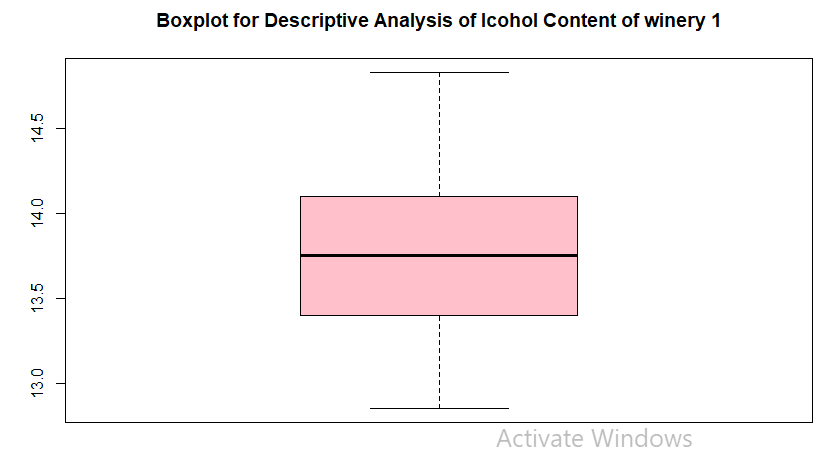 Boxplot for Descriptive Analysis of lcohol Content of winery 1
14.5
14.0
13.5
13.0
Activate Windows